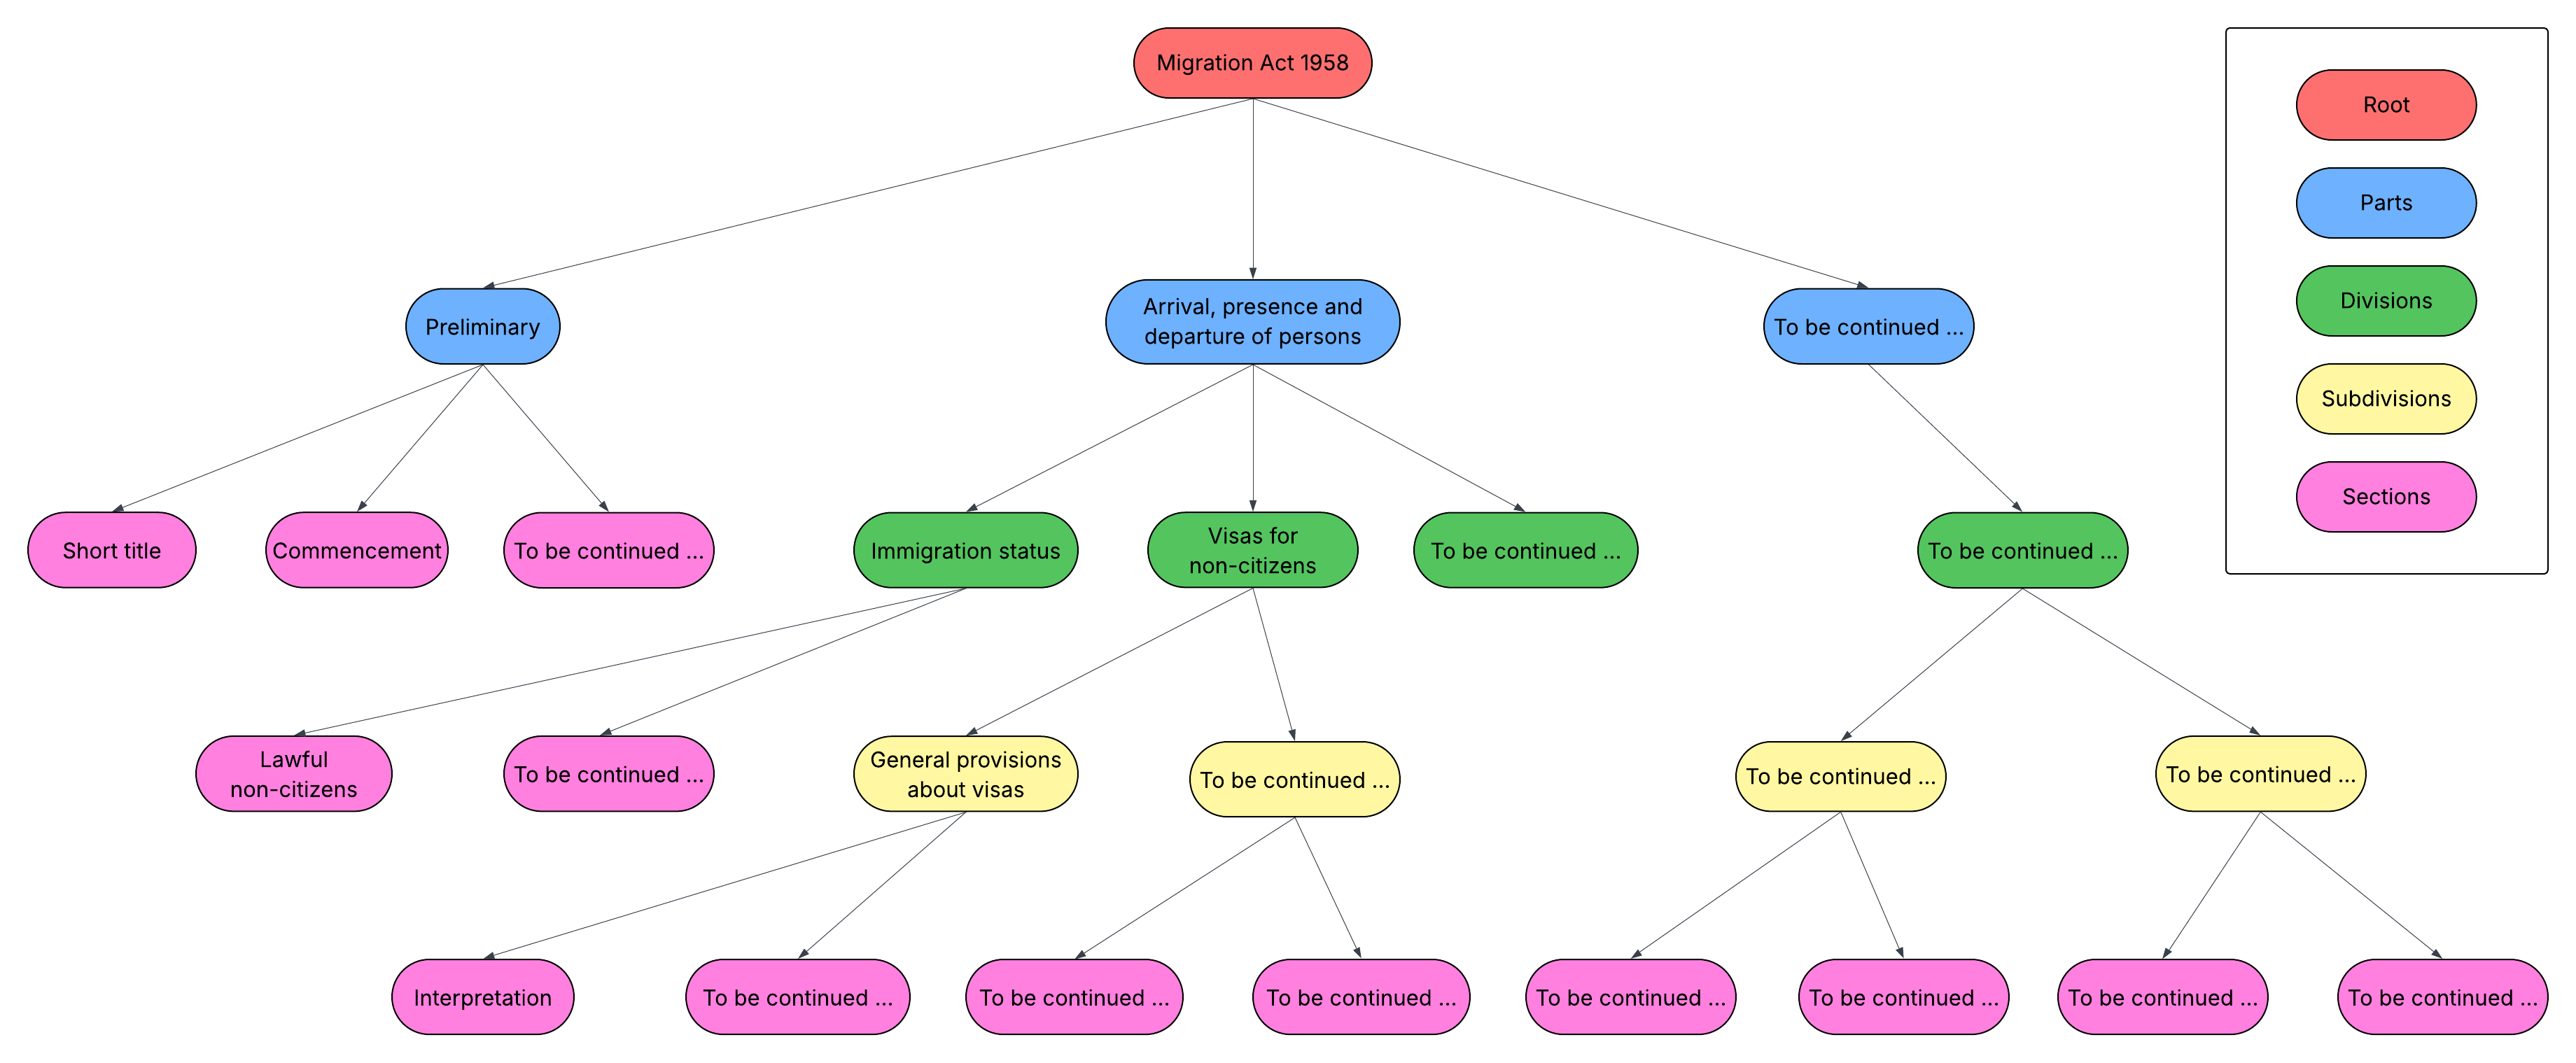 Migration Act 1958
Root
Parts
Divisions
Subdivisions
Sections
Preliminary
Arrival, presence and
departure of persons
To be continued ...
Short title
Commencement
To be continued ...
Immigration status
Visas for
non-citizens
To be continued ...
To be continued ...
Lawful
non-citizens
To be continued ...
General provisions
about visas
To be continued ...
To be continued ...
To be continued ...
Interpretation
To be continued ...
To be continued ...
To be continued ...
To be continued ...
To be continued ...
To be continued ...
To be continued ...